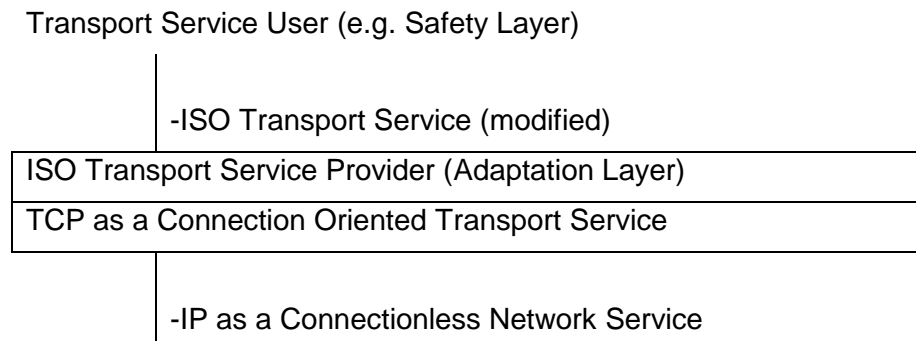 Transport Service User (e.g. Safety Layer)
-ISO Transport Service (modified)
ISO Transport Service Provider (Adaptation Layer)
TCP as a Connection Oriented Transport Service
-IP as a Connectionless Network Service